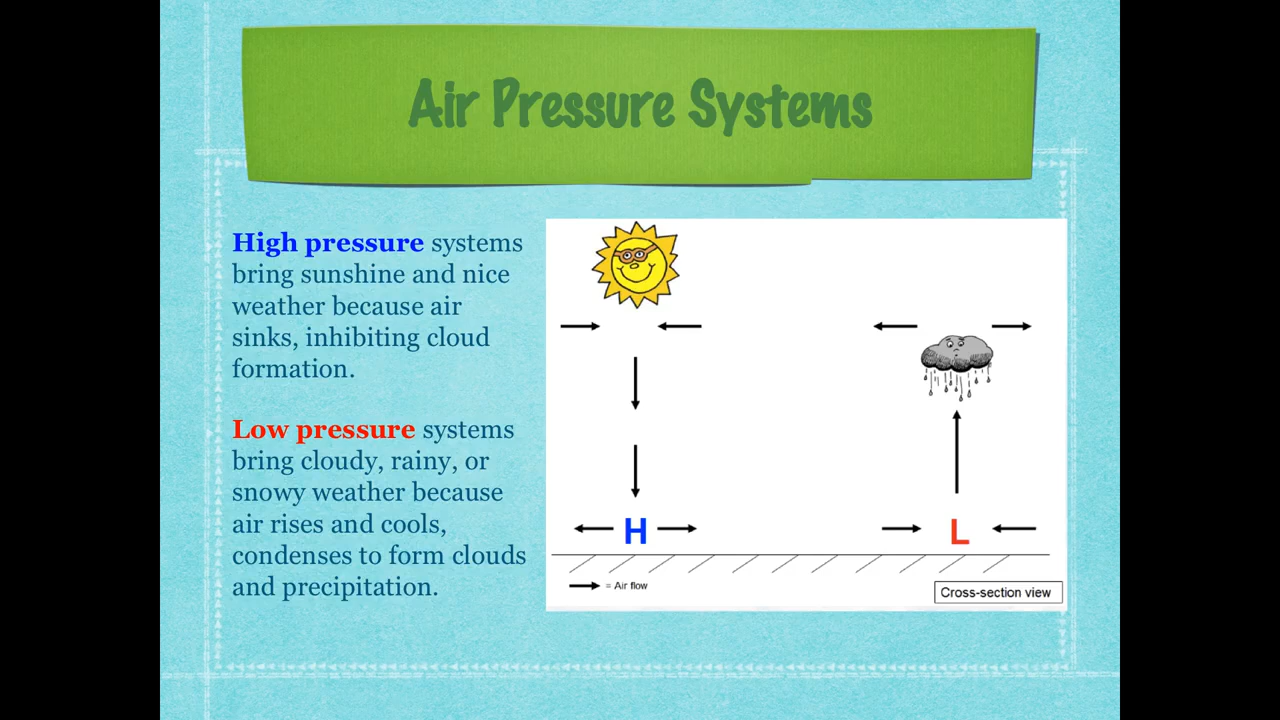 Air Pressure Systems
High pressure systems
bring sunshine and nice
weather because air
sinks, inhibiting cloud
formation.
Low pressure systems
bring cloudy, rainy, or
snowy weather because
air rises and cools,
condenses to form clouds
and precipitation.
H
L
= Air flow
Cross-section view